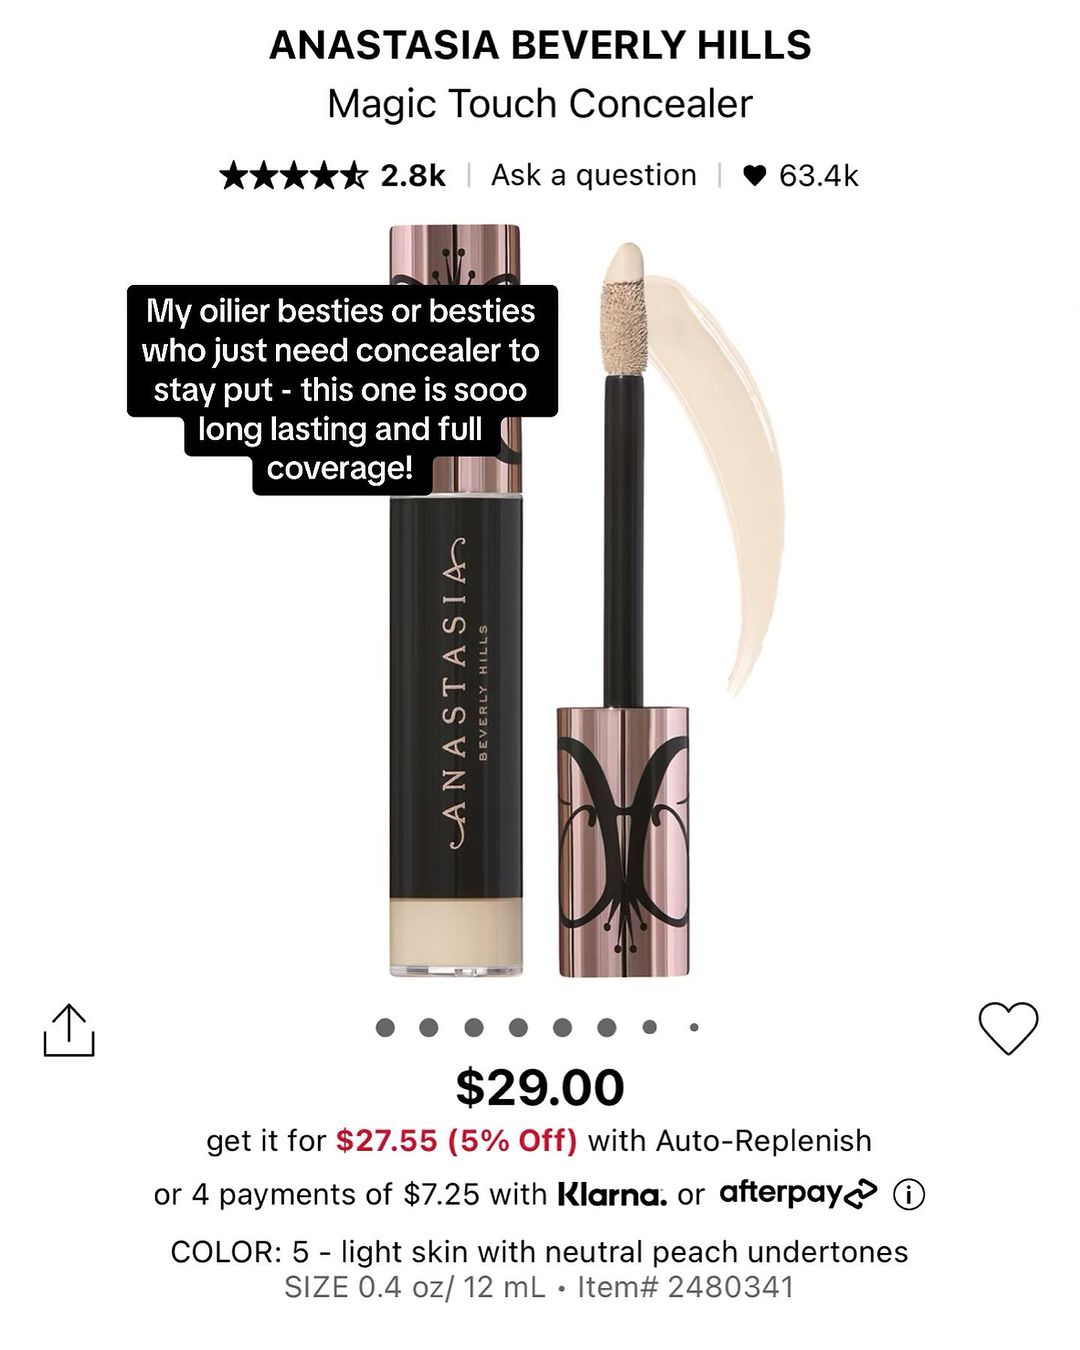 ANASTASIA BEVERLY HILLS
Magic Touch Concealer
2.8k | Ask a question | 63.4k
My oilier besties or besties
who just need concealer to
stay put - this one is sooo
long lasting and full
coverage!
ANASTASIA
BEVERLY HILLS
$29.00
get it for $27.55 (5% Off) with Auto-Replenish
or 4 payments of $7.25 with Klarna. or afterpay
COLOR: 5 - light skin with neutral peach undertones
SIZE 0.4 oz/ 12 mL • Item# 2480341